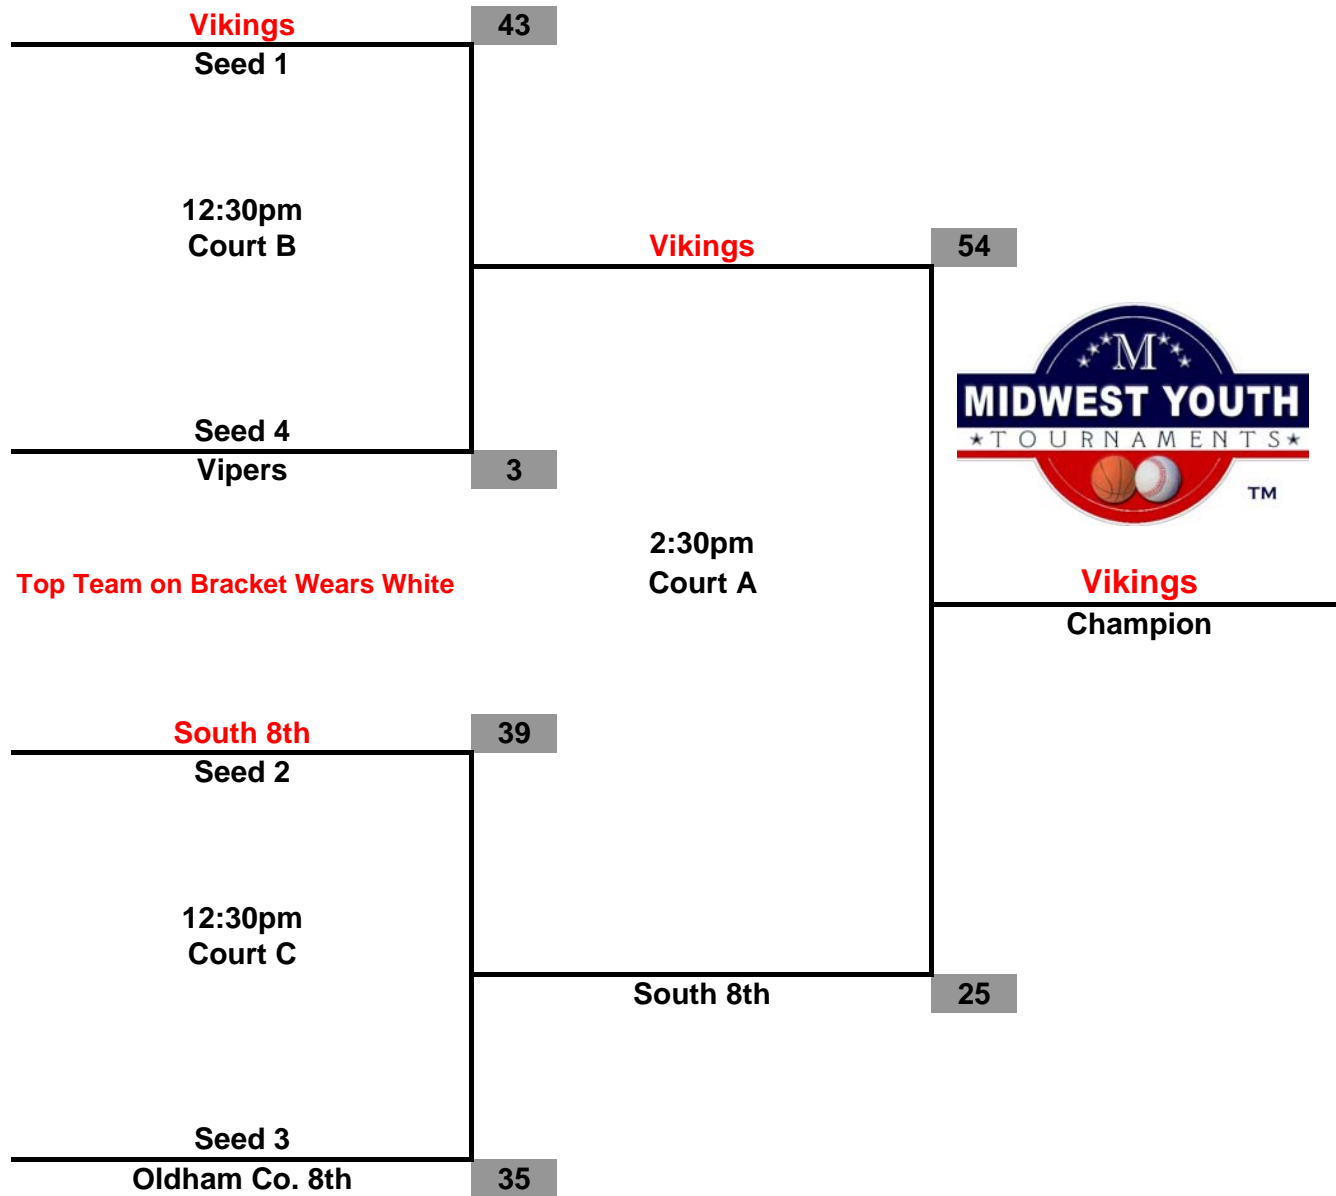 Vikings 43
Seed 1
12:30pm
Court B
Vikings 54
M
MIDWEST YOUTH
★TOURNAMENTS★
TM
Seed 4
Vipers 3
2:30pm
Top Team on Bracket Wears White Court A
Vikings
Champion
South 8th 39
Seed 2
12:30pm
Court C
South 8th 25
Seed 3
Oldham Co. 8th 35